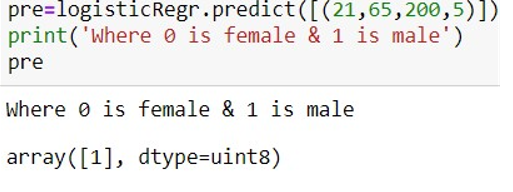 pre=logisticRegr.predict([(21,65,200,5)])
print('Where 0 is female & 1 is male')
pre
Where 0 is female & 1 is male
array([1], dtype=uint8)